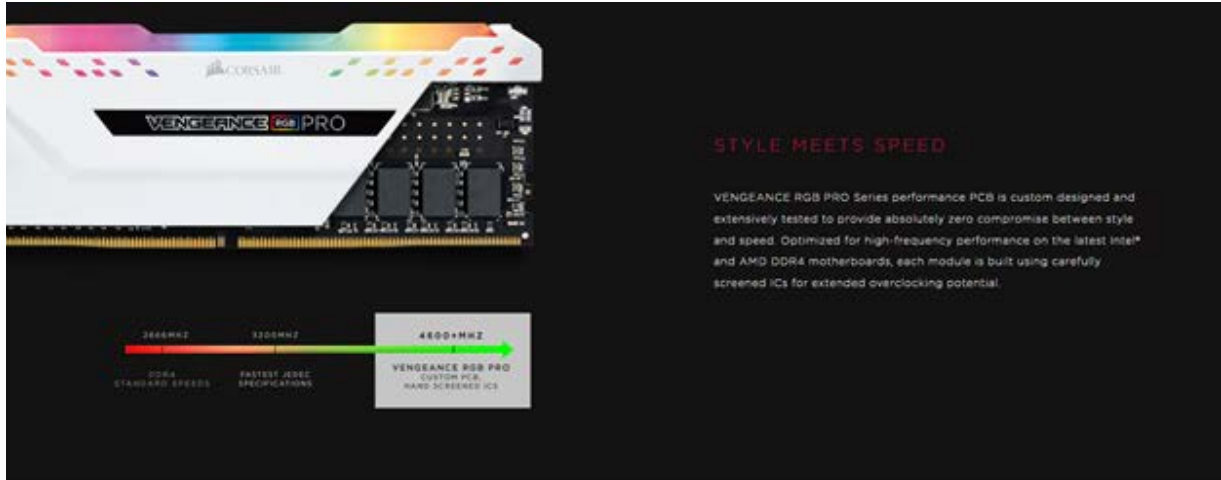 CORSAIR
VENGEANCE RGB PRO
STYLE MEETS SPEED
VENGEANCE RGB PRO Series performance PCB is custom designed and
extensively tested to provide absolutely zero compromise between style
and speed. Optimized for high-frequency performance on the latest Intel®
and AMD DDR4 motherboards, each module is built using carefully
screened ICs for extended overclocking potential.
2666MHZ
3200MHZ
4600+MHZ
DDR4
STANDARD SPEEDS
FASTEST JEDEC
SPECIFICATIONS
VENGEANCE RGB PRO
CUSTOM PCB,
HAND SCREENED ICS